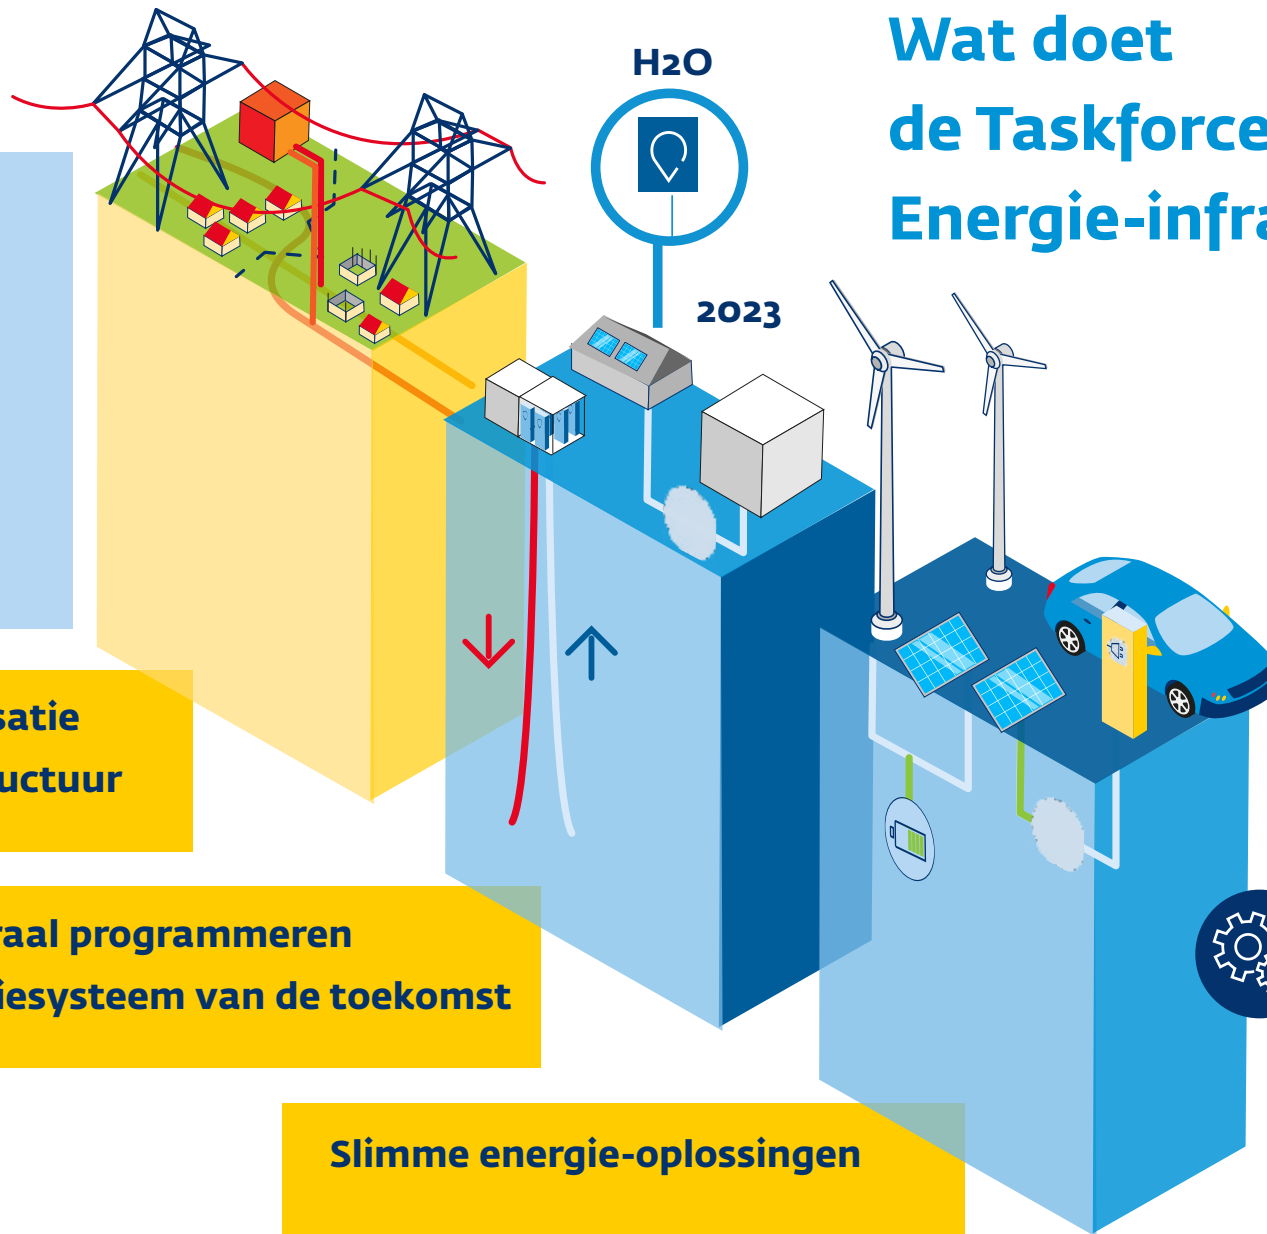 Wat doet
de Taskforce
Energie-infra
H2O
2023
satie
uctuur
raal programmeren
iesysteem van de toekomst
Slimme energie-oplossingen